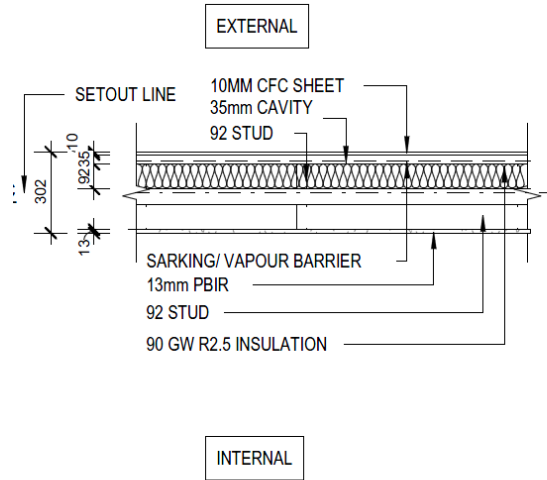 EXTERNAL
10MM CFC SHEET
SETOUT LINE
35mm CAVITY
92 STUD
10
35
92
302
13
SARKING/ VAPOUR BARRIER
13mm PBIR
92 STUD
90 GW R2.5 INSULATION
INTERNAL